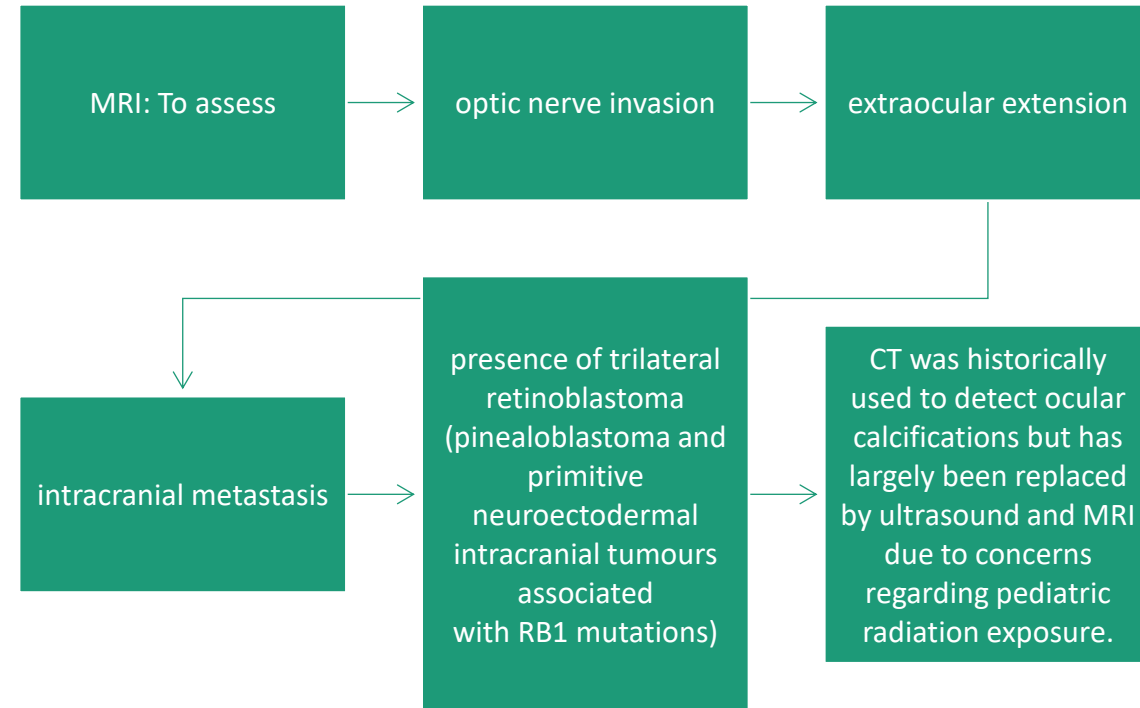 MRI: To assess
optic nerve invasion
extraocular extension
intracranial metastasis
presence of trilateral
retinoblastoma
(pinealoblastoma and
primitive
neuroectodermal
intracranial tumours
associated
with RB1 mutations)
CT was historically
used to detect ocular
calcifications but has
largely been replaced
by ultrasound and MRI
due to concerns
regarding pediatric
radiation exposure.